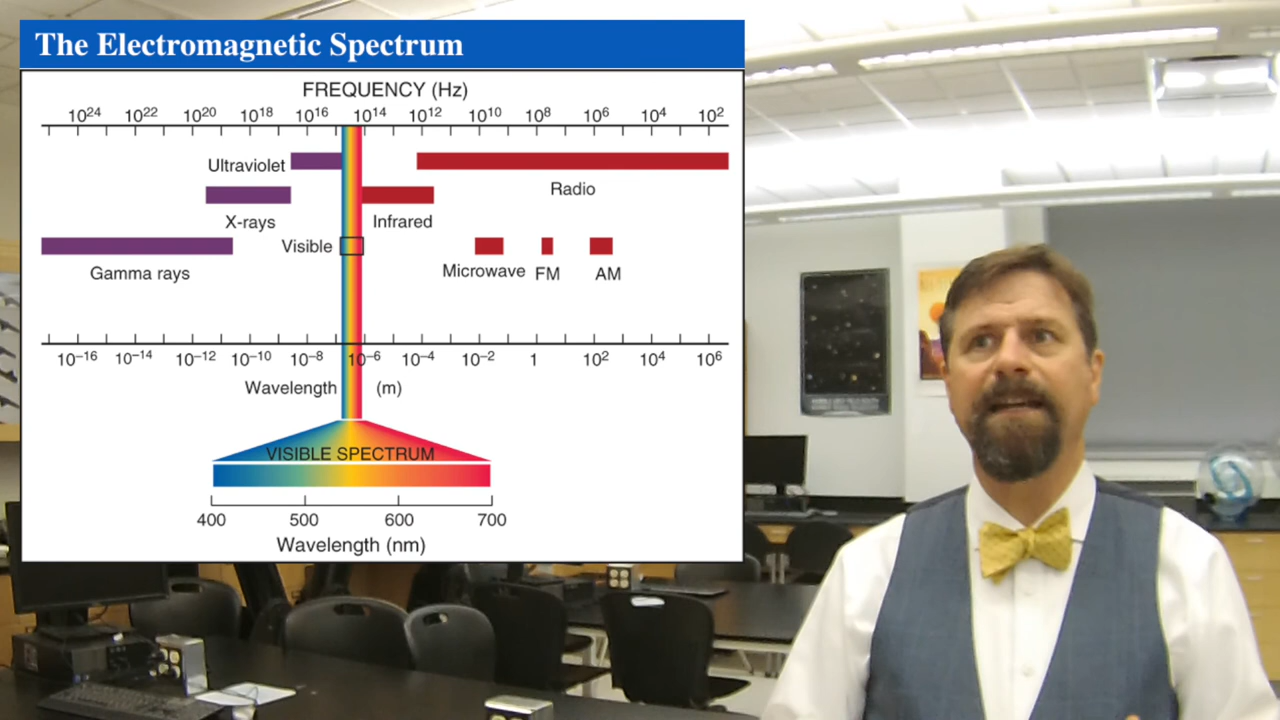 The Electromagnetic Spectrum
FREQUENCY (Hz)
10²⁴ 10²² 10²⁰ 10¹⁸ 10¹⁶ 10¹⁴ 10¹² 10¹⁰ 10⁸ 10⁶ 10⁴ 10²
Ultraviolet
Radio
X-rays
Infrared
Visible
Gamma rays
Microwave FM AM
10⁻¹⁶ 10⁻¹⁴ 10⁻¹² 10⁻¹⁰ 10⁻⁸ 10⁻⁶ 10⁻⁴ 10⁻² 1 10² 10⁴ 10⁶
Wavelength (m)
VISIBLE SPECTRUM
400 500 600 700
Wavelength (nm)